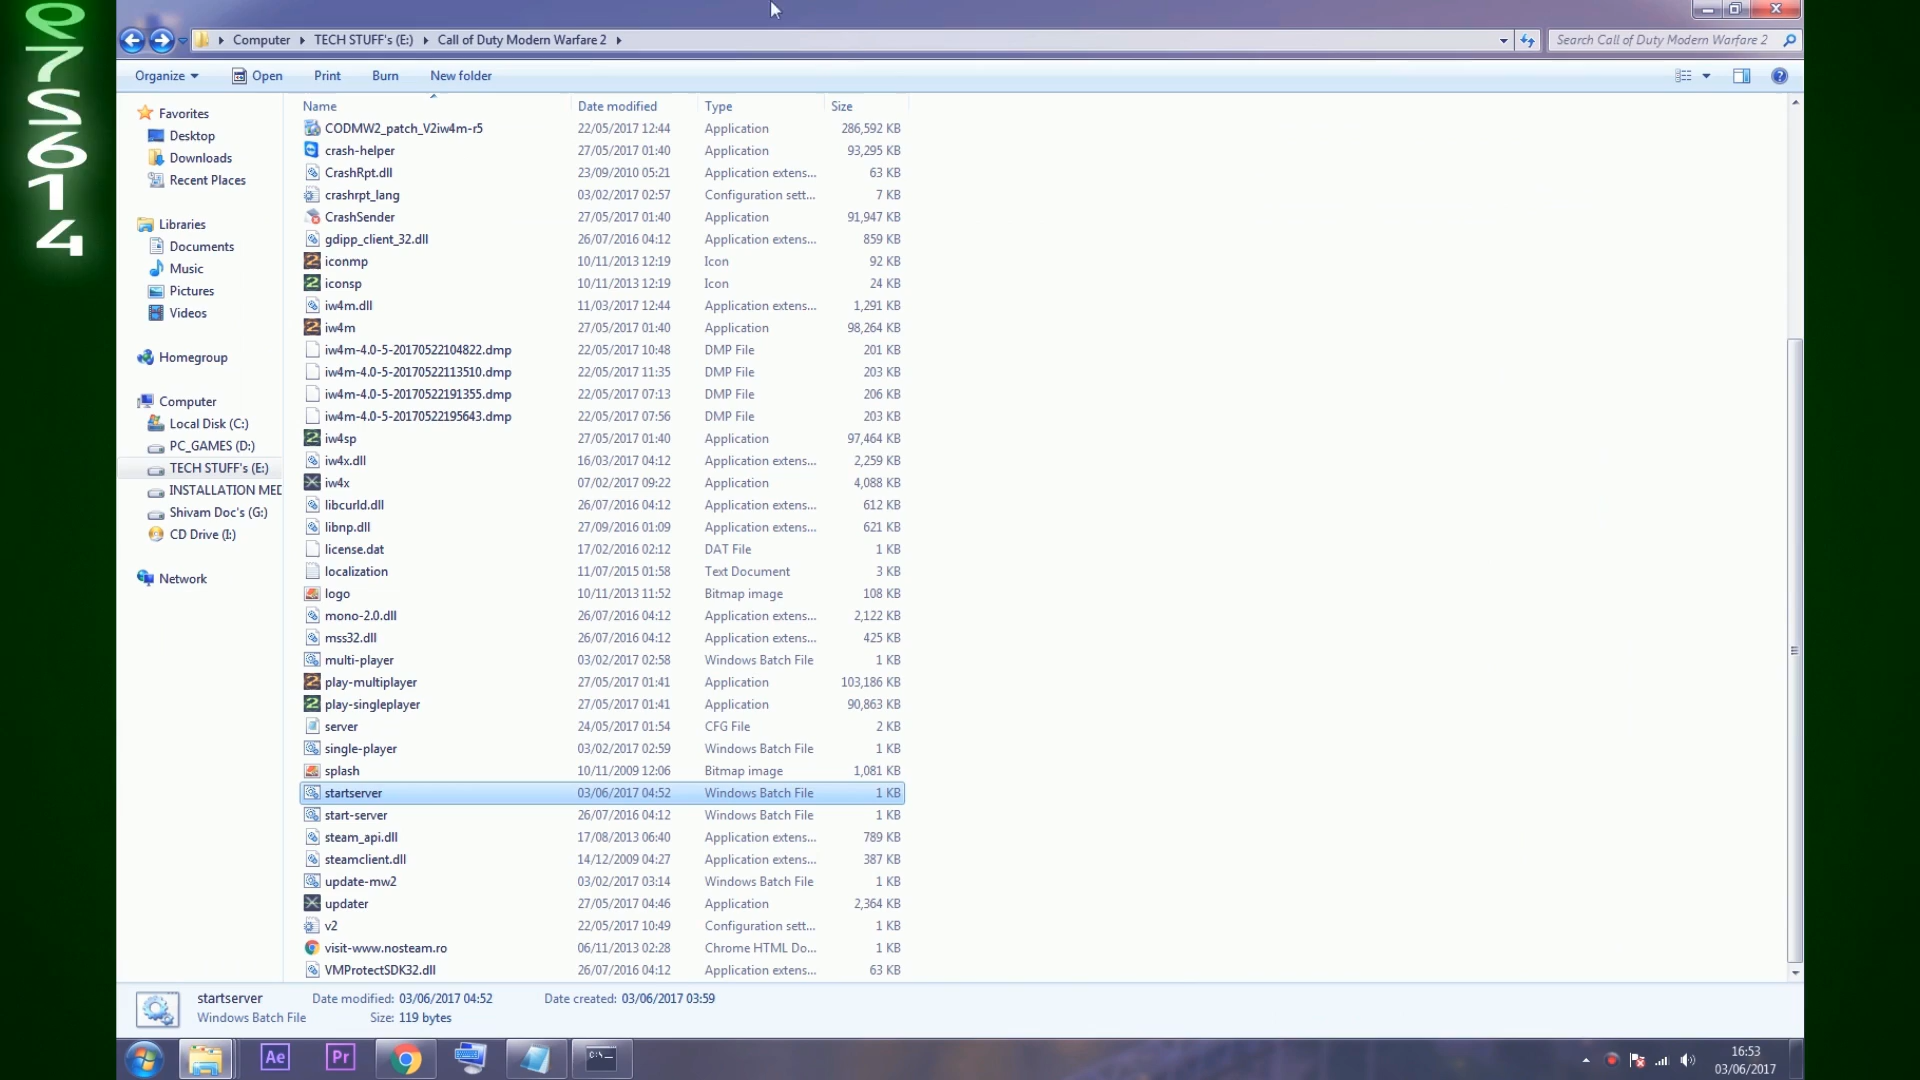 Q7S614
Computer TECH STUFF's (E:) Call of Duty Modern Warfare 2 Search Call of Duty Modern Warfare 2
Organize Open Print Burn New folder
Name Date modified Type Size
Favorites
Desktop
Downloads
Recent Places
Libraries
Documents
Music
Pictures
Videos
Homegroup
Computer
Local Disk (C:)
PC_GAMES (D:)
TECH STUFF's (E:)
INSTALLATION MED
Shivam Doc's (G:)
CD Drive (I:)
Network
CODMW2_patch_V2iw4m-r5 22/05/2017 12:44 Application 286,592 KB
crash-helper 27/05/2017 01:40 Application 93,295 KB
CrashRpt.dll 23/09/2010 05:21 Application extens... 63 KB
crashrpt_lang 03/02/2017 02:57 Configuration sett... 7 KB
CrashSender 27/05/2017 01:40 Application 91,947 KB
gdipp_client_32.dll 26/07/2016 04:12 Application extens... 859 KB
iconmp 10/11/2013 12:19 Icon 92 KB
iconsp 10/11/2013 12:19 Icon 24 KB
iw4m.dll 11/03/2017 12:44 Application extens... 1,291 KB
iw4m 27/05/2017 01:40 Application 98,264 KB
iw4m-4.0-5-20170522104822.dmp 22/05/2017 10:48 DMP File 201 KB
iw4m-4.0-5-20170522113510.dmp 22/05/2017 11:35 DMP File 203 KB
iw4m-4.0-5-20170522191355.dmp 22/05/2017 07:13 DMP File 206 KB
iw4m-4.0-5-20170522195643.dmp 22/05/2017 07:56 DMP File 203 KB
iw4sp 27/05/2017 01:40 Application 97,464 KB
iw4x.dll 16/03/2017 04:12 Application extens... 2,259 KB
iw4x 07/02/2017 09:22 Application 4,088 KB
libcurld.dll 26/07/2016 04:12 Application extens... 612 KB
libnp.dll 27/09/2016 01:09 Application extens... 621 KB
license.dat 17/02/2016 02:12 DAT File 1 KB
localization 11/07/2015 01:58 Text Document 3 KB
logo 10/11/2013 11:52 Bitmap image 108 KB
mono-2.0.dll 26/07/2016 04:12 Application extens... 2,122 KB
mss32.dll 26/07/2016 04:12 Application extens... 425 KB
multi-player 03/02/2017 02:58 Windows Batch File 1 KB
play-multiplayer 27/05/2017 01:41 Application 103,186 KB
play-singleplayer 27/05/2017 01:41 Application 90,863 KB
server 24/05/2017 01:54 CFG File 2 KB
single-player 03/02/2017 02:59 Windows Batch File 1 KB
splash 10/11/2009 12:06 Bitmap image 1,081 KB
startserver 03/06/2017 04:52 Windows Batch File 1 KB
start-server 26/07/2016 04:12 Windows Batch File 1 KB
steam_api.dll 17/08/2013 06:40 Application extens... 789 KB
steamclient.dll 14/12/2009 04:27 Application extens... 387 KB
update-mw2 03/02/2017 03:14 Windows Batch File 1 KB
updater 27/05/2017 04:46 Application 2,364 KB
v2 22/05/2017 10:49 Configuration sett... 1 KB
visit-www.nosteam.ro 06/11/2013 02:28 Chrome HTML Do... 1 KB
VMProtectSDK32.dll 26/07/2016 04:12 Application extens... 63 KB
startserver Date modified: 03/06/2017 04:52 Date created: 03/06/2017 03:59
Windows Batch File Size: 119 bytes
Ae Pr C:\_ 16:53
03/06/2017